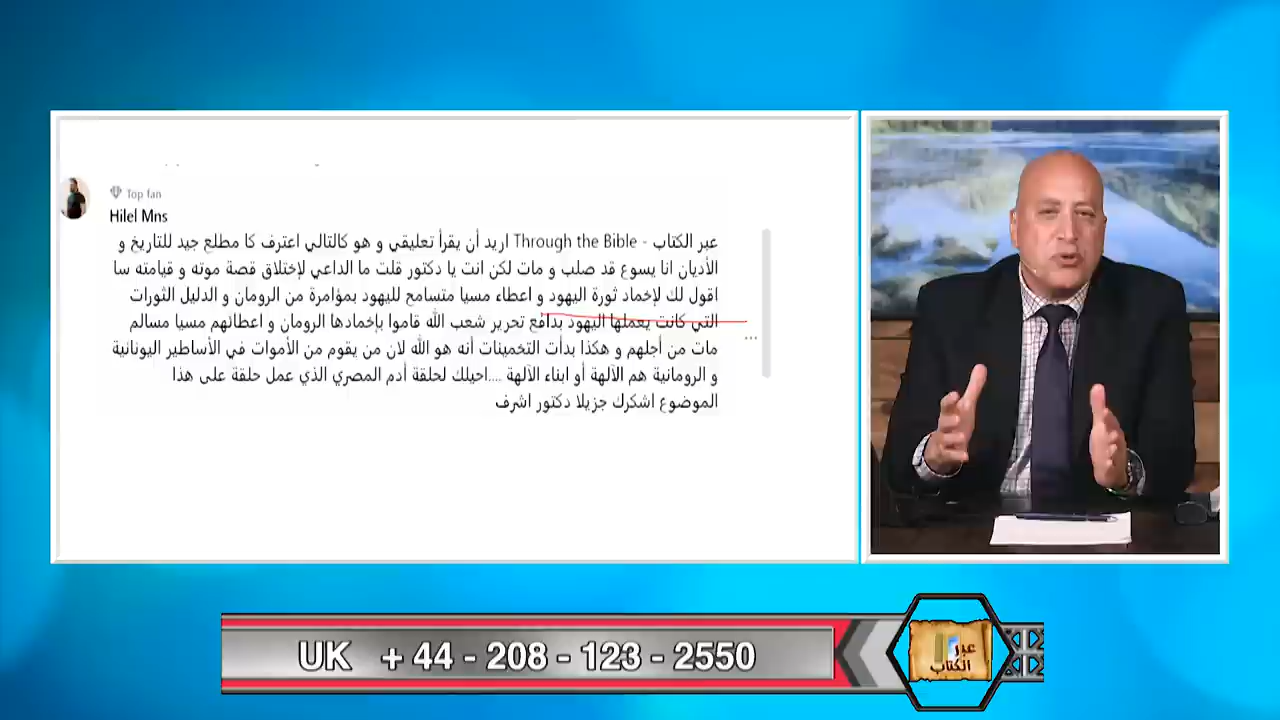 Top fan
Hilel Mns
عبر الكتاب - Through the Bible اريد أن يقرأ تعليقي و هو كالتالي اعترف كا مطلع جيد للتاريخ و
الأديان انا يسوع قد صلب و مات لكن انت يا دكتور قلت ما الداعي لإختلاق قصة موته و قيامته سا
اقول لك لإخماد ثورة اليهود و اعطاء مسيا متسامح لليهود بمؤامرة من الرومان و الدليل الثورات
التي كانت يعملها اليهود بدافع تحرير شعب الله قاموا بإخمادها الرومان و اعطائهم مسيا مسالم
مات من أجلهم و هكذا بدأت التخمينات أنه هو الله لان من يقوم من الأموات في الأساطير اليونانية
و الرومانية هم الآلهة أو ابناء الآلهة ....احيلك لحلقة أدم المصري الذي عمل حلقة على هذا
الموضوع اشكرك جزيلا دكتور اشرف
UK + 44 - 208 - 123 - 2550
عبر
الكتاب